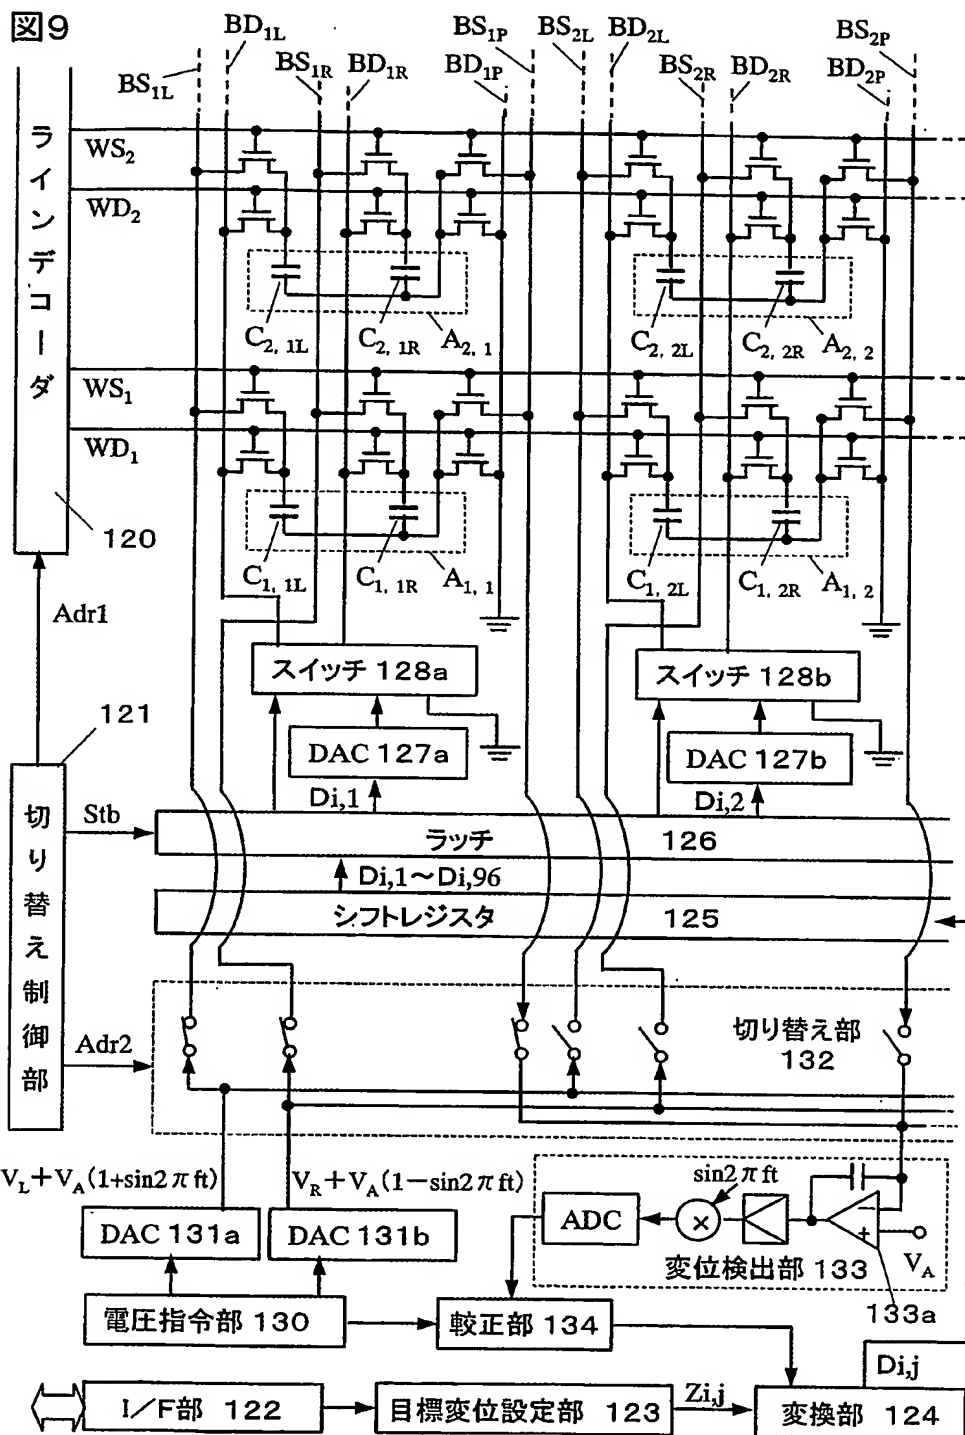 図9
BS1L
BD1L
BS1R
BD1R
BS1P
BD1P
BS2L
BD2L
BS2R
BD2R
BS2P
BD2P
ラインデコーダ
WS2
WD2
C2, 1L
C2, 1R
A2, 1
C2, 2L
C2, 2R
A2, 2
WS1
WD1
120
C1, 1L
C1, 1R
A1, 1
C1, 2L
C1, 2R
A1, 2
Adr1
スイッチ 128a
スイッチ 128b
121
DAC 127a
DAC 127b
Di,1
Di,2
切り替え制御部
Stb
ラッチ 126
Di,1~Di,96
シフトレジスタ 125
Adr2
切り替え部
132
VL+VA(1+sin2πft)
VR+VA(1-sin2πft)
sin2πft
DAC 131a
DAC 131b
ADC
×
−
+
VA
変位検出部 133
133a
電圧指令部 130
較正部 134
Di,j
I/F部 122
目標変位設定部 123
Zi,j
変換部 124